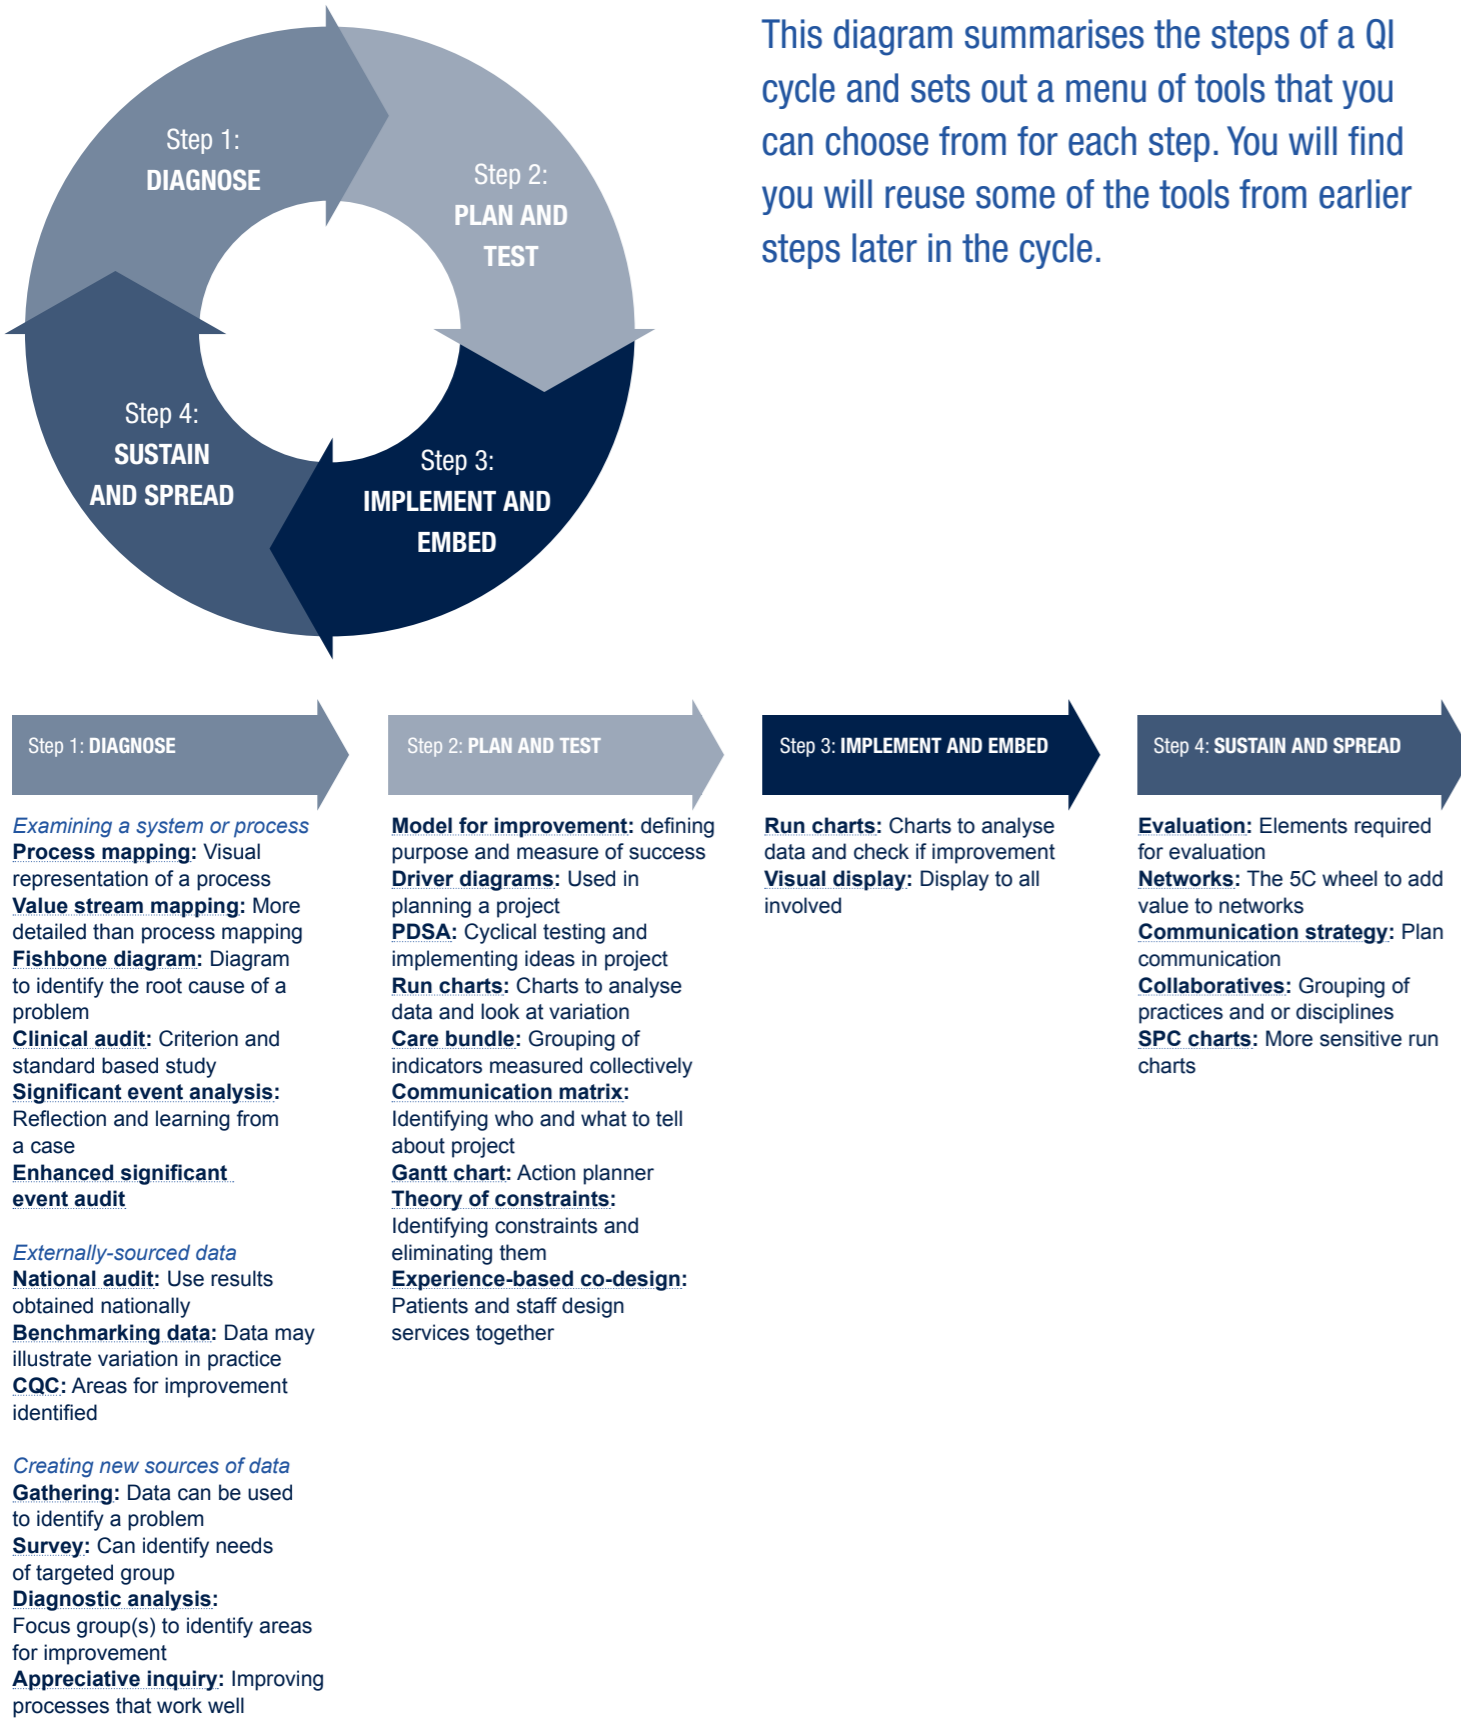 This diagram summarises the steps of a QI
cycle and sets out a menu of tools that you
can choose from for each step. You will find
you will reuse some of the tools from earlier
steps later in the cycle.
Step 1:
DIAGNOSE
Step 2:
PLAN AND
TEST
Step 3:
IMPLEMENT AND
EMBED
Step 4:
SUSTAIN
AND SPREAD
Step 1: DIAGNOSE
Examining a system or process
Process mapping: Visual
representation of a process
Value stream mapping: More
detailed than process mapping
Fishbone diagram: Diagram
to identify the root cause of a
problem
Clinical audit: Criterion and
standard based study
Significant event analysis:
Reflection and learning from
a case
Enhanced significant
event audit
Externally-sourced data
National audit: Use results
obtained nationally
Benchmarking data: Data may
illustrate variation in practice
CQC: Areas for improvement
identified
Creating new sources of data
Gathering: Data can be used
to identify a problem
Survey: Can identify needs
of targeted group
Diagnostic analysis:
Focus group(s) to identify areas
for improvement
Appreciative inquiry: Improving
processes that work well
Step 2: PLAN AND TEST
Model for improvement: defining
purpose and measure of success
Driver diagrams: Used in
planning a project
PDSA: Cyclical testing and
implementing ideas in project
Run charts: Charts to analyse
data and look at variation
Care bundle: Grouping of
indicators measured collectively
Communication matrix:
Identifying who and what to tell
about project
Gantt chart: Action planner
Theory of constraints:
Identifying constraints and
eliminating them
Experience-based co-design:
Patients and staff design
services together
Step 3: IMPLEMENT AND EMBED
Run charts: Charts to analyse
data and check if improvement
Visual display: Display to all
involved
Step 4: SUSTAIN AND SPREAD
Evaluation: Elements required
for evaluation
Networks: The 5C wheel to add
value to networks
Communication strategy: Plan
communication
Collaboratives: Grouping of
practices and or disciplines
SPC charts: More sensitive run
charts